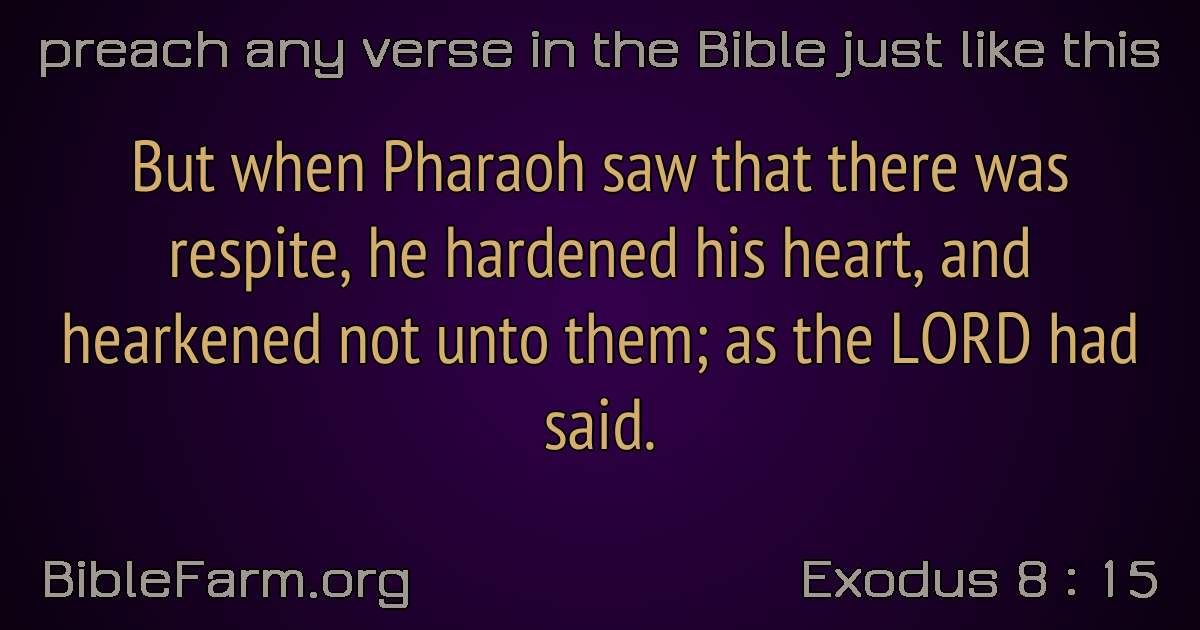 preach any verse in the Bible just like this
But when Pharaoh saw that there was
respite, he hardened his heart, and
hearkened not unto them; as the LORD had
said.
BibleFarm.org
Exodus 8 : 15